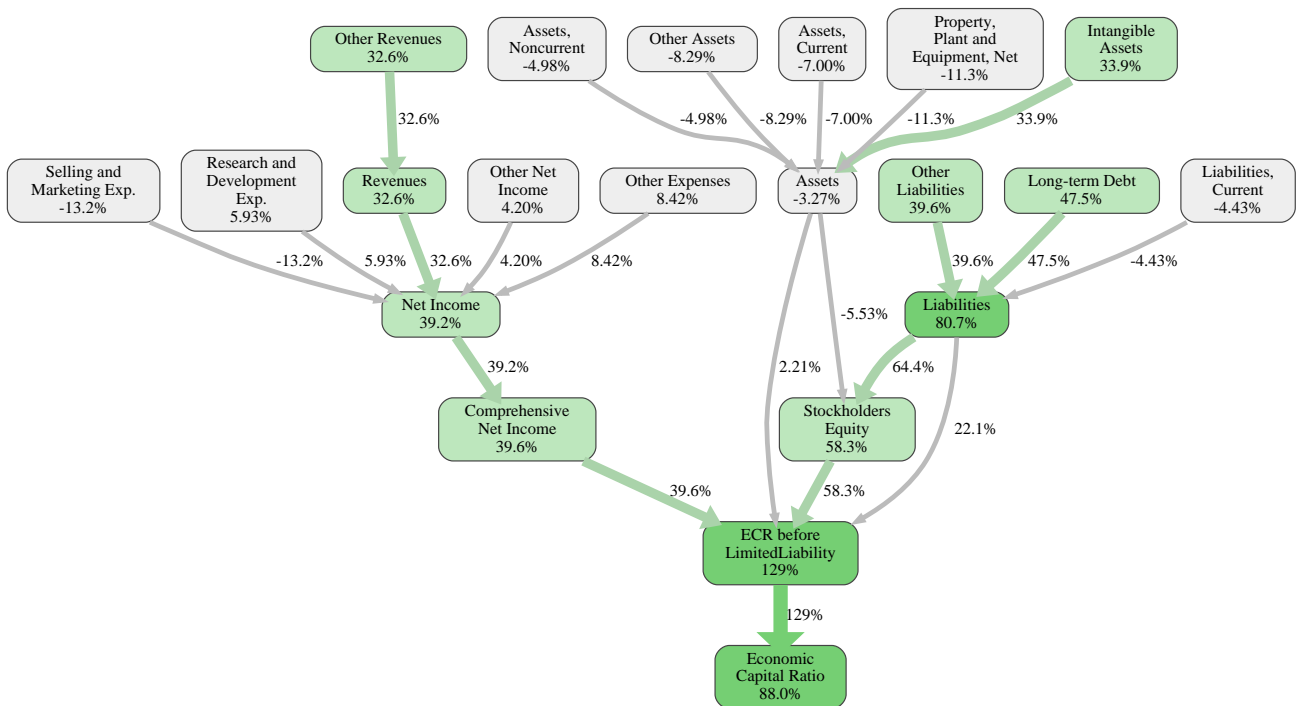 Other Revenues
32.6%
Assets,
Noncurrent
-4.98%
Other Assets
-8.29%
Assets,
Current
-7.00%
Property,
Plant and
Equipment, Net
-11.3%
Intangible
Assets
33.9%
32.6%
-4.98%
-8.29%
-7.00%
-11.3%
33.9%
Selling and
Marketing Exp.
-13.2%
Research and
Development
Exp.
5.93%
Revenues
32.6%
Other Net
Income
4.20%
Other Expenses
8.42%
Assets
-3.27%
Other
Liabilities
39.6%
Long-term Debt
47.5%
Liabilities,
Current
-4.43%
-13.2%
5.93%
32.6%
4.20%
8.42%
39.6%
47.5%
-4.43%
Net Income
39.2%
Liabilities
80.7%
-5.53%
39.2%
2.21%
64.4%
Comprehensive
Net Income
39.6%
Stockholders
Equity
58.3%
22.1%
39.6%
58.3%
ECR before
LimitedLiability
129%
129%
Economic
Capital Ratio
88.0%